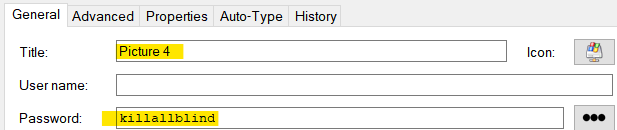 General Advanced Properties Auto-Type History
Title: Picture 4 Icon:
User name:
Password: killallblind